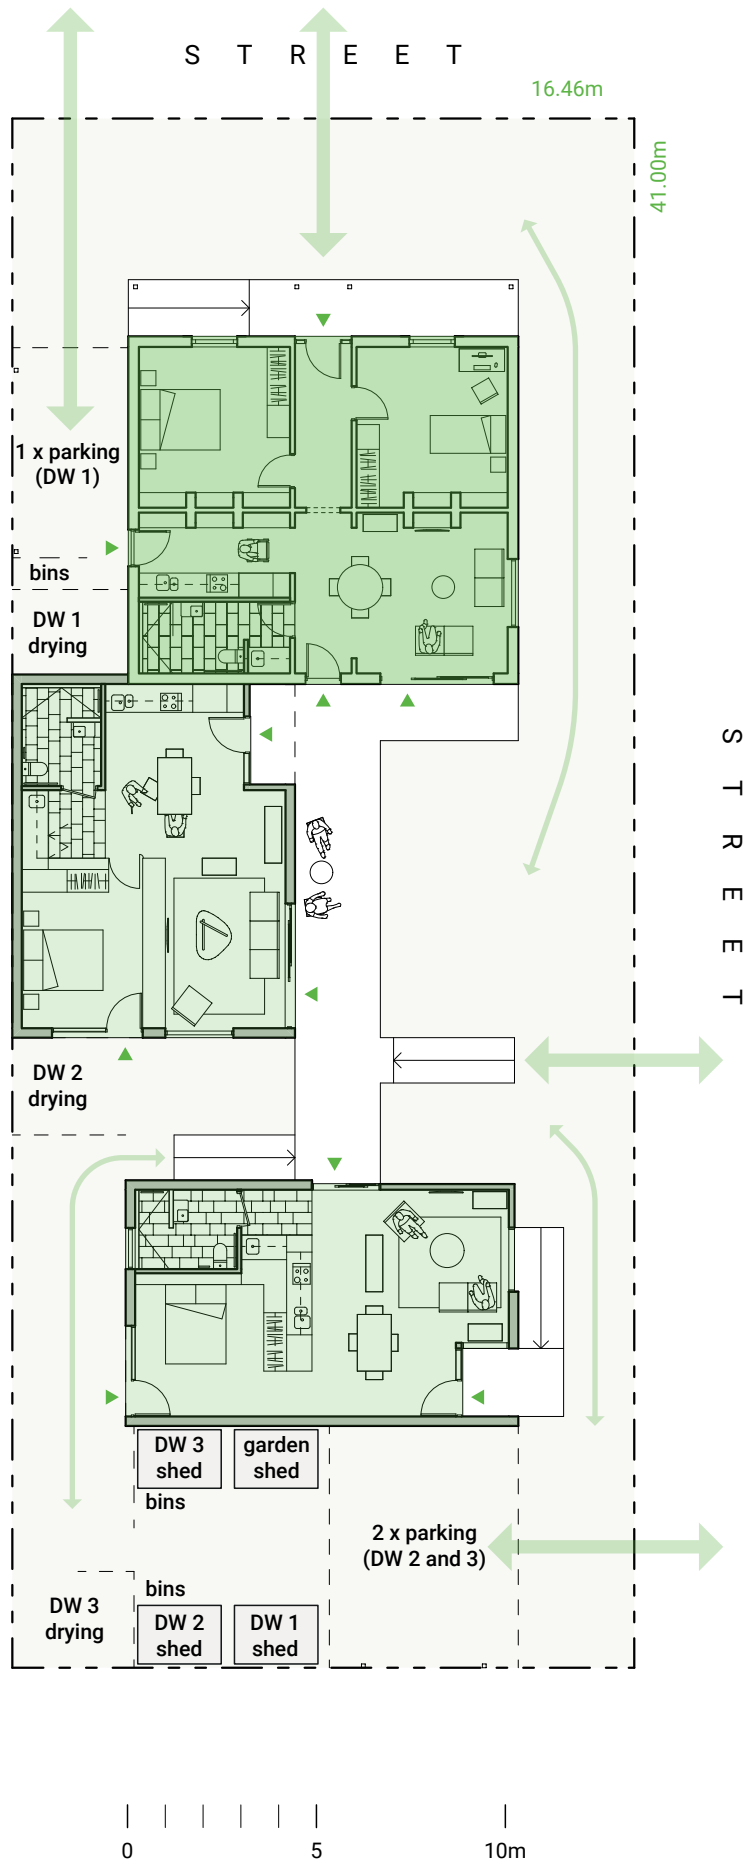 STREET
16.46m
41.00m
1 x parking
(DW 1)
bins
DW 1
drying
STREET
DW 2
drying
DW 3
shed
garden
shed
bins
2 x parking
(DW 2 and 3)
bins
DW 3
drying
DW 2
shed
DW 1
shed
0 5 10m